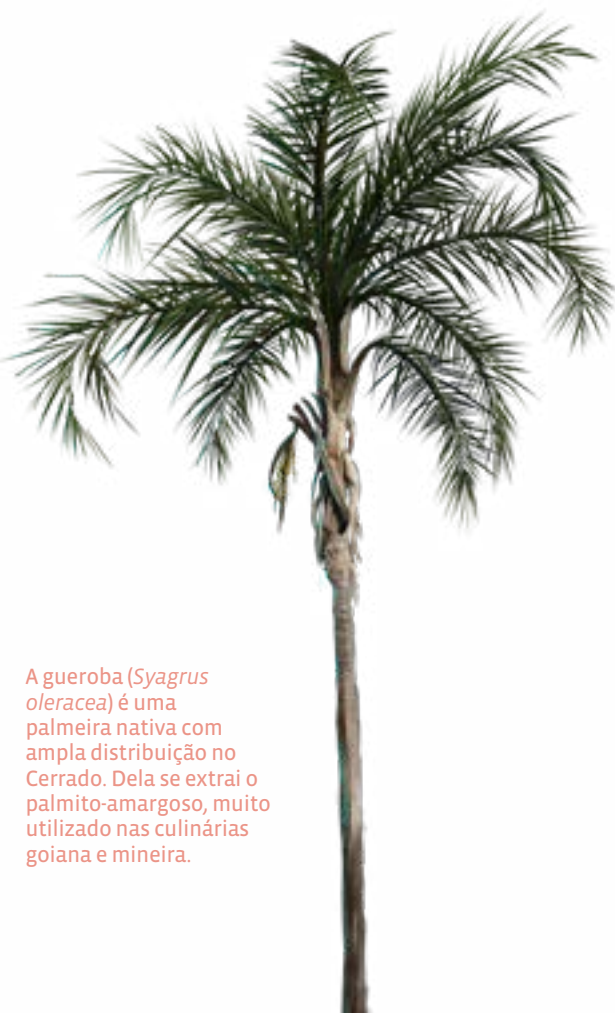 A gueroba (Syagrus
oleracea) é uma
palmeira nativa com
ampla distribuição no
Cerrado. Dela se extrai o
palmito-amargoso, muito
utilizado nas culinárias
goiana e mineira.